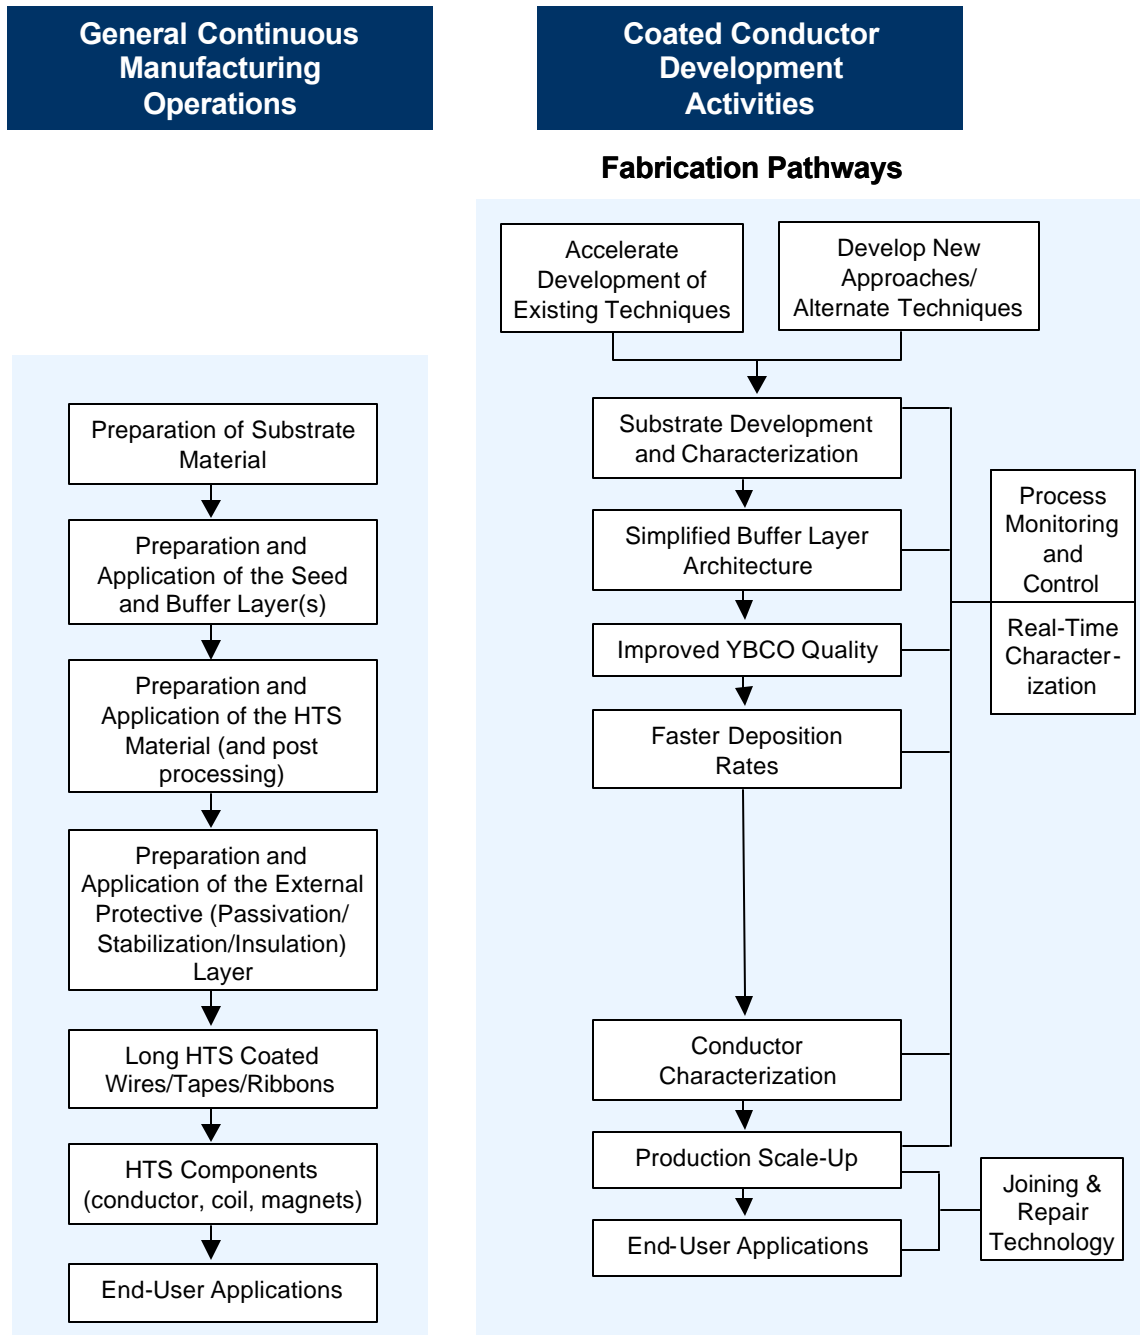 General Continuous
Manufacturing
Operations
Coated Conductor
Development
Activities
Fabrication Pathways
Preparation of Substrate
Material
Preparation and
Application of the Seed
and Buffer Layer(s)
Preparation and
Application of the HTS
Material (and post
processing)
Preparation and
Application of the External
Protective (Passivation/
Stabilization/Insulation)
Layer
Long HTS Coated
Wires/Tapes/Ribbons
HTS Components
(conductor, coil, magnets)
End-User Applications
Accelerate
Development of
Existing Techniques
Develop New
Approaches/
Alternate Techniques
Substrate Development
and Characterization
Simplified Buffer Layer
Architecture
Improved YBCO Quality
Faster Deposition
Rates
Conductor
Characterization
Production Scale-Up
End-User Applications
Process
Monitoring
and
Control
Real-Time
Character-
ization
Joining &
Repair
Technology